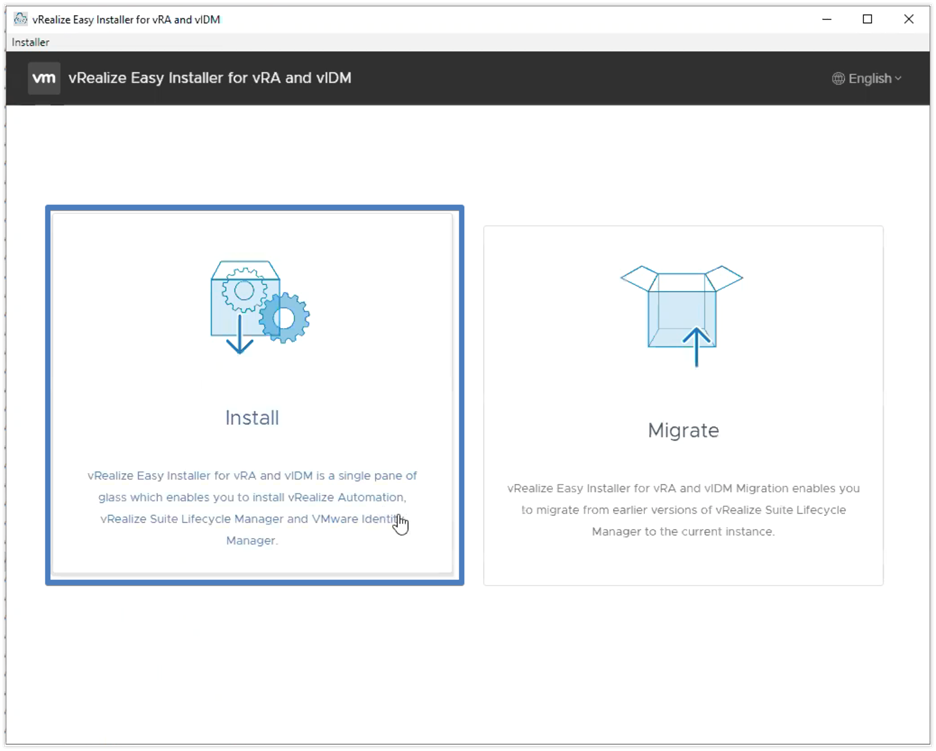 vRealize Easy Installer for vRA and vIDM
Installer
vm vRealize Easy Installer for vRA and vIDM
English
Install
vRealize Easy Installer for vRA and vIDM is a single pane of
glass which enables you to install vRealize Automation,
vRealize Suite Lifecycle Manager and VMware Identity
Manager.
Migrate
vRealize Easy Installer for vRA and vIDM Migration enables you
to migrate from earlier versions of vRealize Suite Lifecycle
Manager to the current instance.